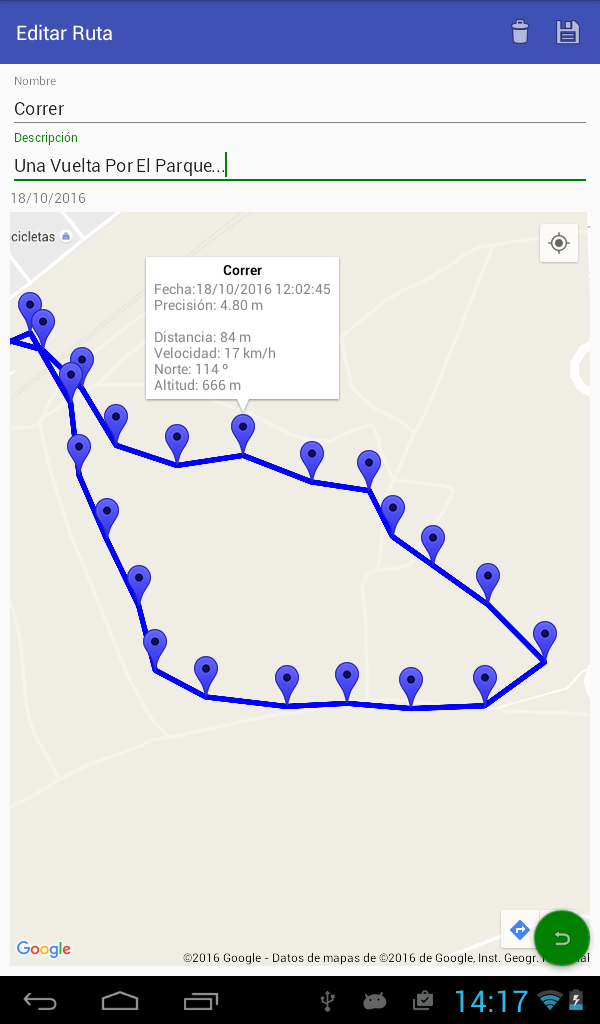 Editar Ruta
Nombre
Correr
Descripción
Una Vuelta Por El Parque...
18/10/2016
cicletas
Correr
Fecha:18/10/2016 12:02:45
Precisión: 4.80 m
Distancia: 84 m
Velocidad: 17 km/h
Norte: 114 º
Altitud: 666 m
Google
©2016 Google - Datos de mapas de ©2016 de Google, Inst. Geogr.
14:17